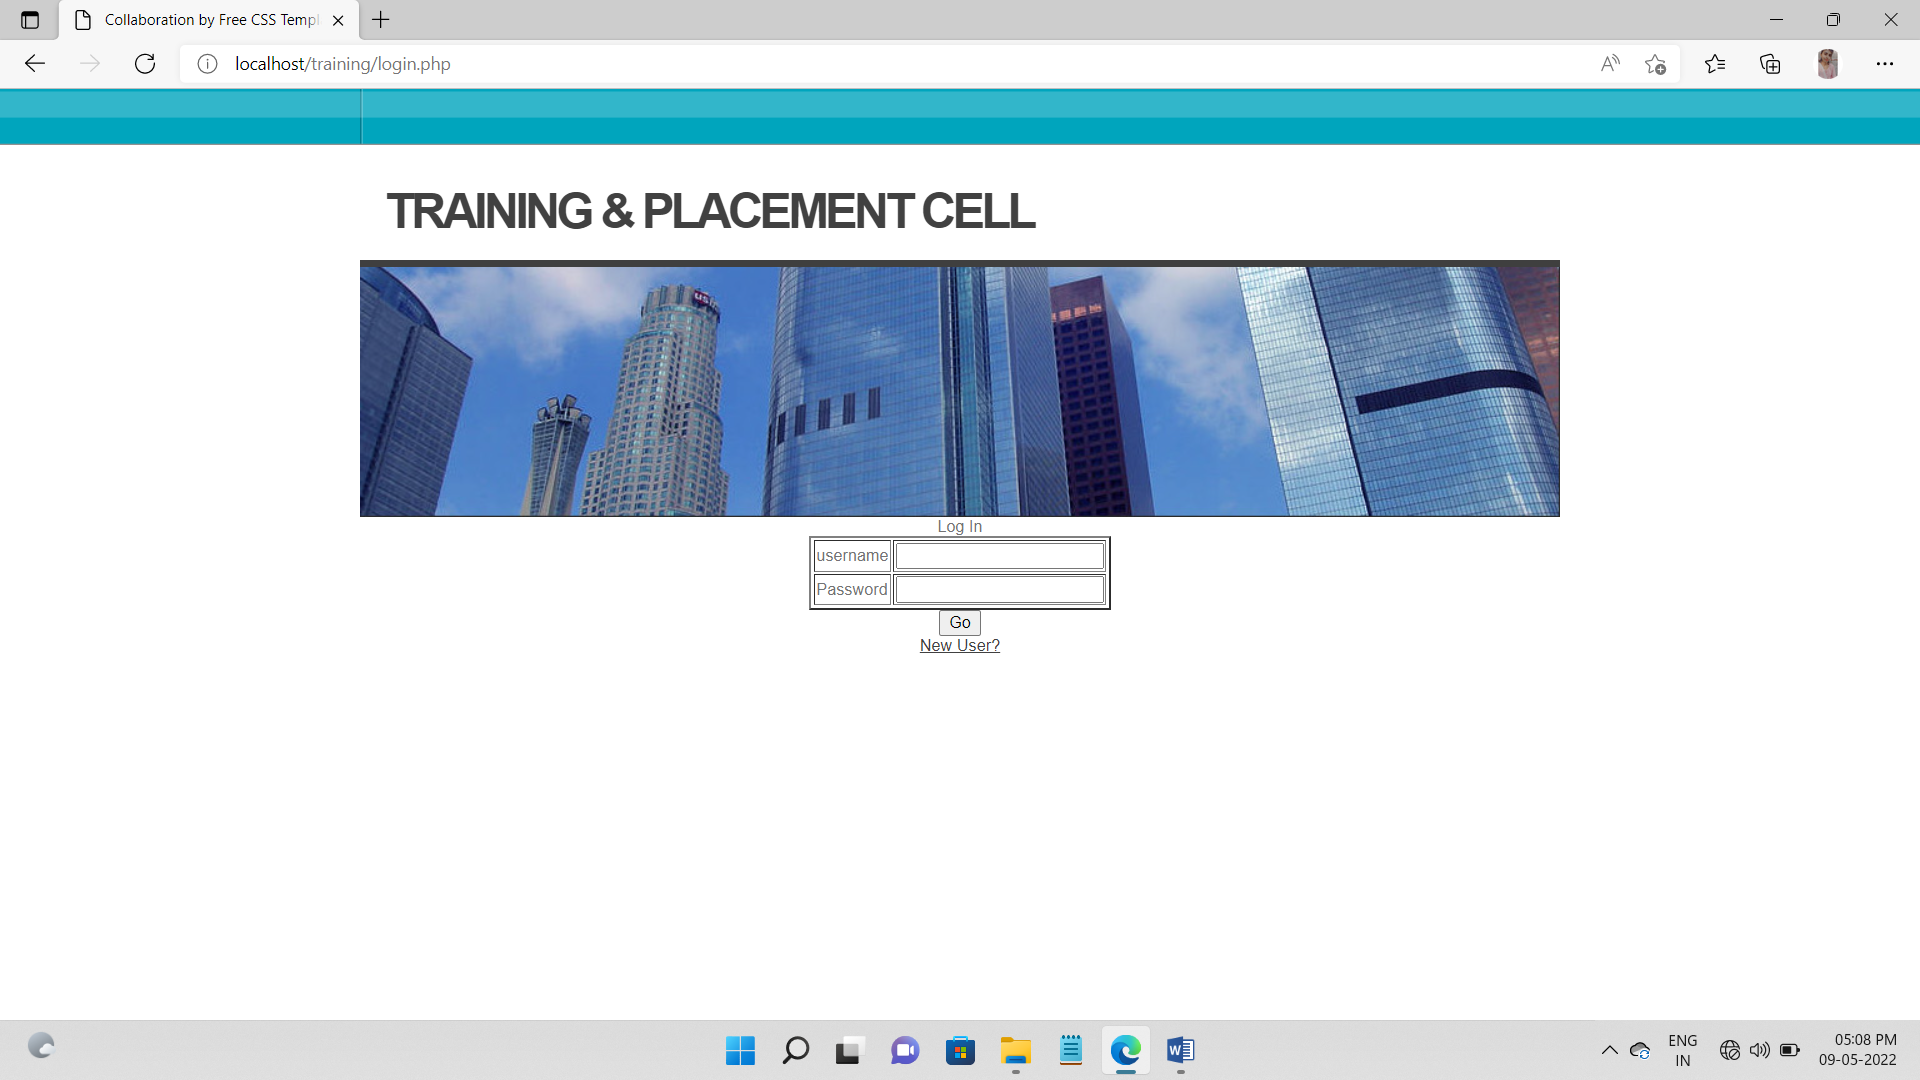 Collaboration by Free CSS Templ
localhost/training/login.php
TRAINING & PLACEMENT CELL
Log In
username
Password
Go
New User?
ENG
IN
05:08 PM
09-05-2022